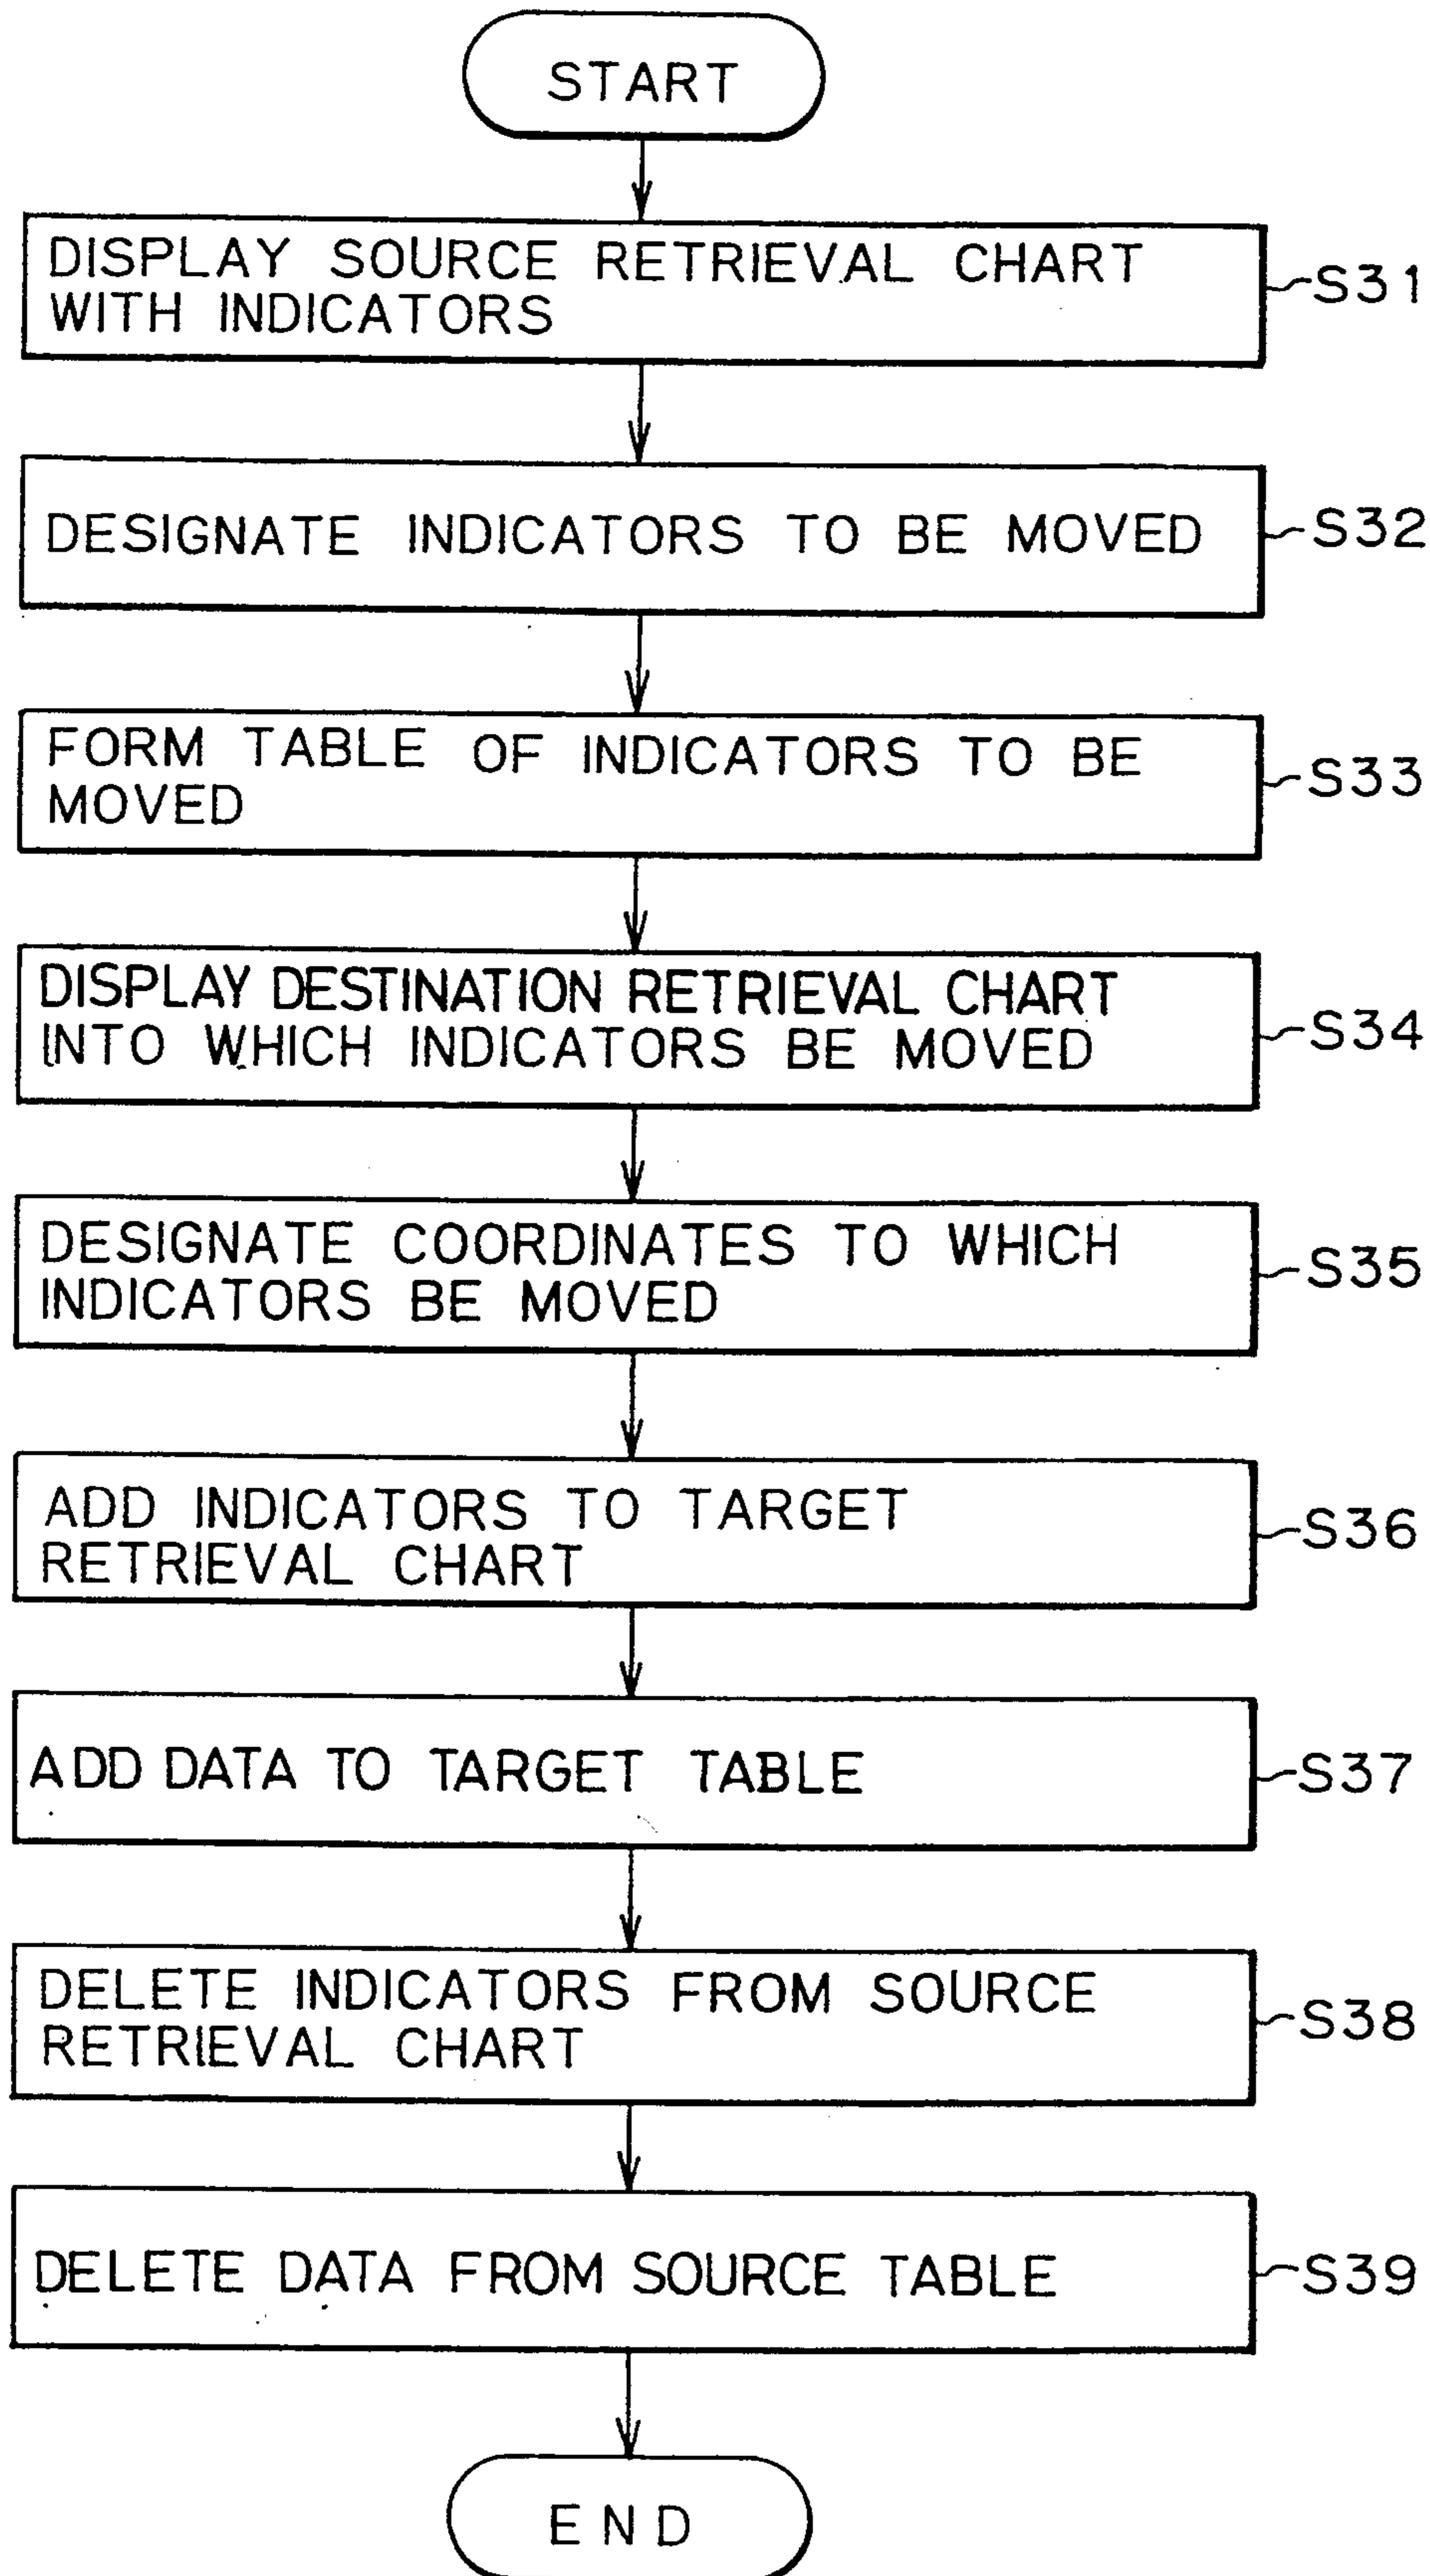 START
DISPLAY SOURCE RETRIEVAL CHART
WITH INDICATORS
S31
DESIGNATE INDICATORS TO BE MOVED
S32
FORM TABLE OF INDICATORS TO BE
MOVED
S33
DISPLAY DESTINATION RETRIEVAL CHART
INTO WHICH INDICATORS BE MOVED
S34
DESIGNATE COORDINATES TO WHICH
INDICATORS BE MOVED
S35
ADD INDICATORS TO TARGET
RETRIEVAL CHART
S36
ADD DATA TO TARGET TABLE
S37
DELETE INDICATORS FROM SOURCE
RETRIEVAL CHART
S38
DELETE DATA FROM SOURCE TABLE
S39
END